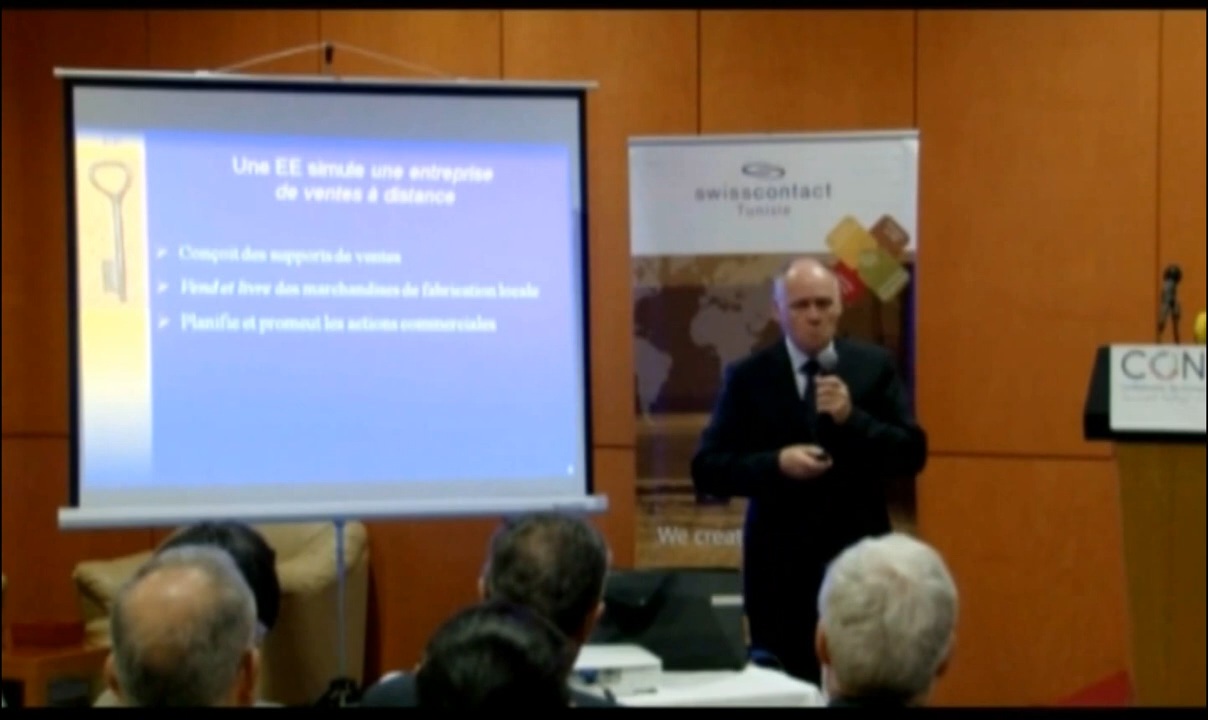 Une EE simule une entreprise
de ventes à distance
➢ Conçoit des supports de ventes
➢ Vend et livre des marchandises de fabrication locale
➢ Planifie et promeut les actions commerciales
swisscontact
Tunisie
We creat
CON